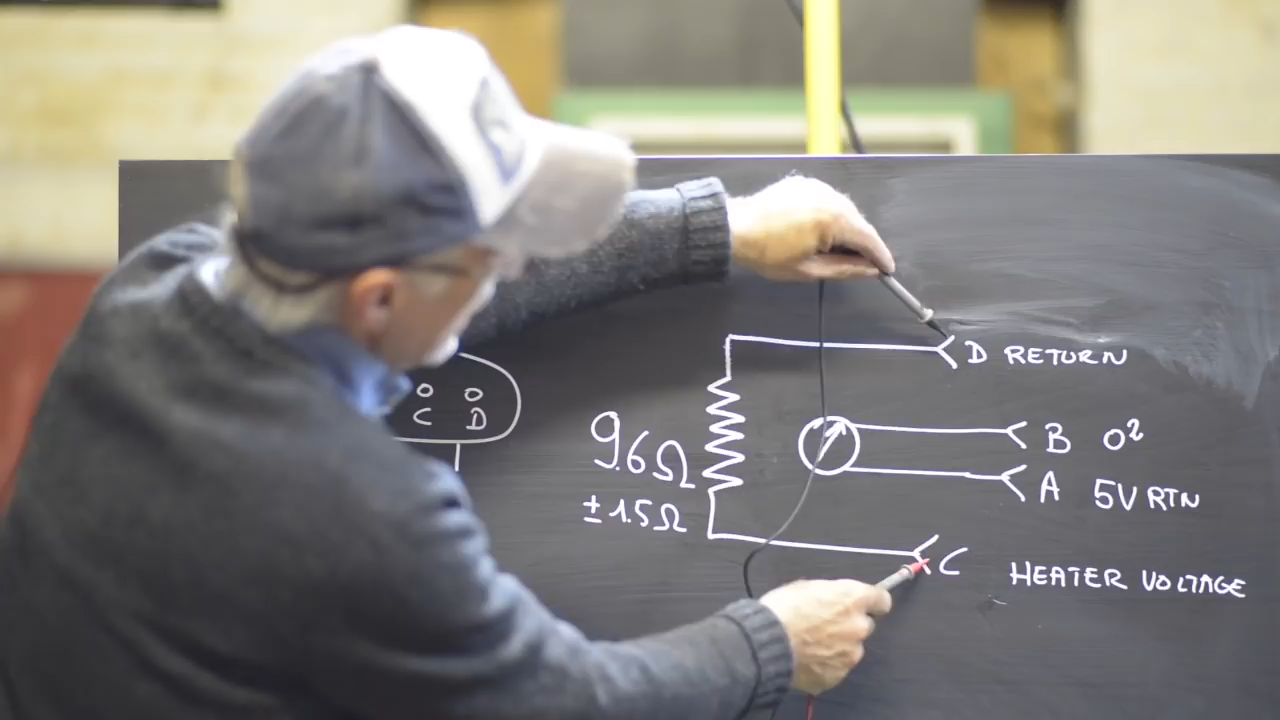 D RETURN
O O
C D
9.6Ω
±1.5Ω
B O²
A 5V RTN
C HEATER VOLTAGE